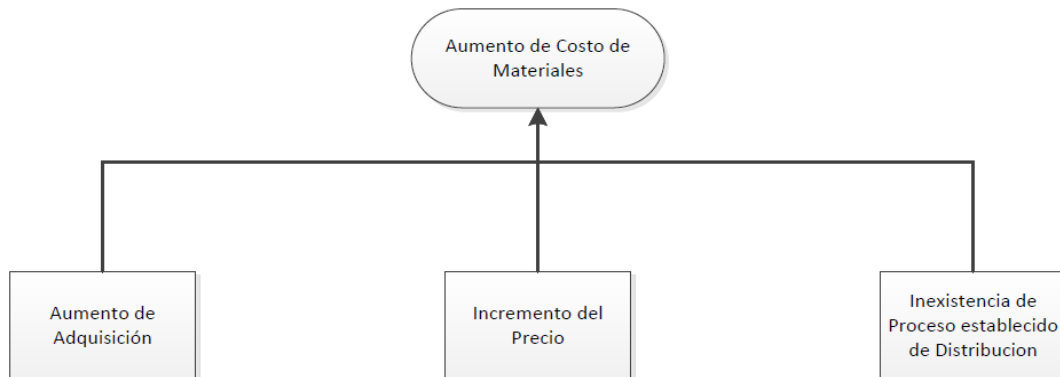 Aumento de Costo de
Materiales
Aumento de
Adquisición
Incremento del
Precio
Inexistencia de
Proceso establecido
de Distribucion